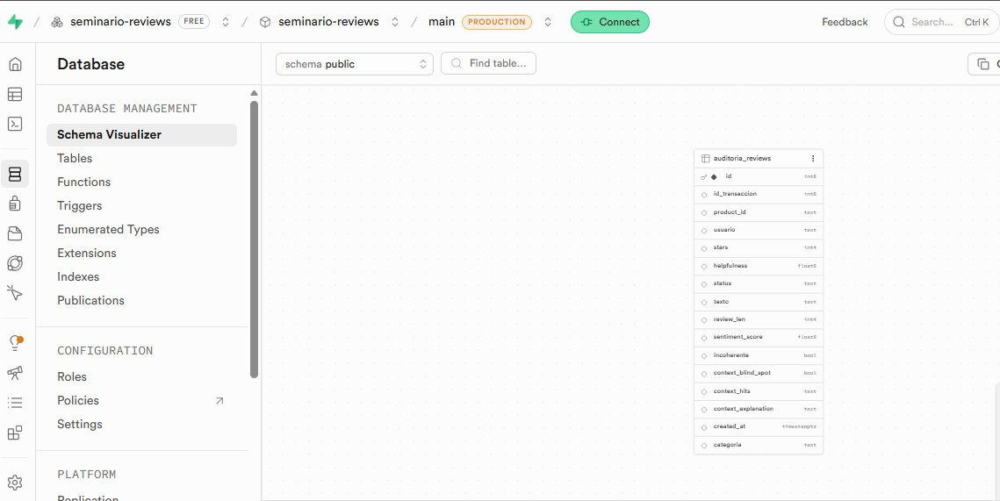 seminario-reviews FREE seminario-reviews main PRODUCTION Connect Feedback Search... Ctrl K
Database
schema public Find table...
DATABASE MANAGEMENT
Schema Visualizer
Tables
Functions
Triggers
Enumerated Types
Extensions
Indexes
Publications
CONFIGURATION
Roles
Policies
Settings
PLATFORM
Replication
auditoria_reviews
id int8
id_transaccion int8
product_id text
usuario text
stars int4
helpfulness float8
status text
texto text
review_len int4
sentiment_score float8
incoherente bool
context_blind_spot bool
context_hits text
context_explanation text
created_at timestamptz
categoria text